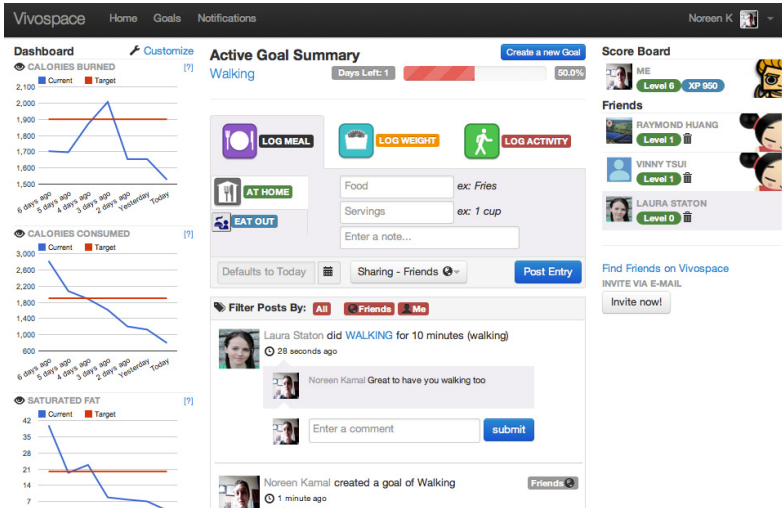 Vivospace Home Goals Notifications Noreen K
Dashboard Customize
CALORIES BURNED [?]
Current Target
2,100
2,000
1,900
1,800
1,700
1,600
1,500
6 days ago 5 days ago 4 days ago 3 days ago 2 days ago Yesterday Today
CALORIES CONSUMED [?]
Current Target
3,000
2,600
2,200
1,800
1,400
1,000
600
6 days ago 5 days ago 4 days ago 3 days ago 2 days ago Yesterday Today
SATURATED FAT [?]
Current Target
42
35
28
21
14
7
Active Goal Summary Create a new Goal
Walking Days Left: 1 50.0%
LOG MEAL LOG WEIGHT LOG ACTIVITY
AT HOME
EAT OUT
Food ex: Fries
Servings ex: 1 cup
Enter a note...
Defaults to Today Sharing - Friends Post Entry
Filter Posts By: All Friends Me
Laura Staton did WALKING for 10 minutes (walking)
28 seconds ago
Noreen Kamal Great to have you walking too
Enter a comment submit
Noreen Kamal created a goal of Walking Friends
1 minute ago
Score Board
ME
Level 6 XP 950
Friends
RAYMOND HUANG
Level 1
VINNY TSUI
Level 1
LAURA STATON
Level 0
Find Friends on Vivospace
INVITE VIA E-MAIL
Invite now!